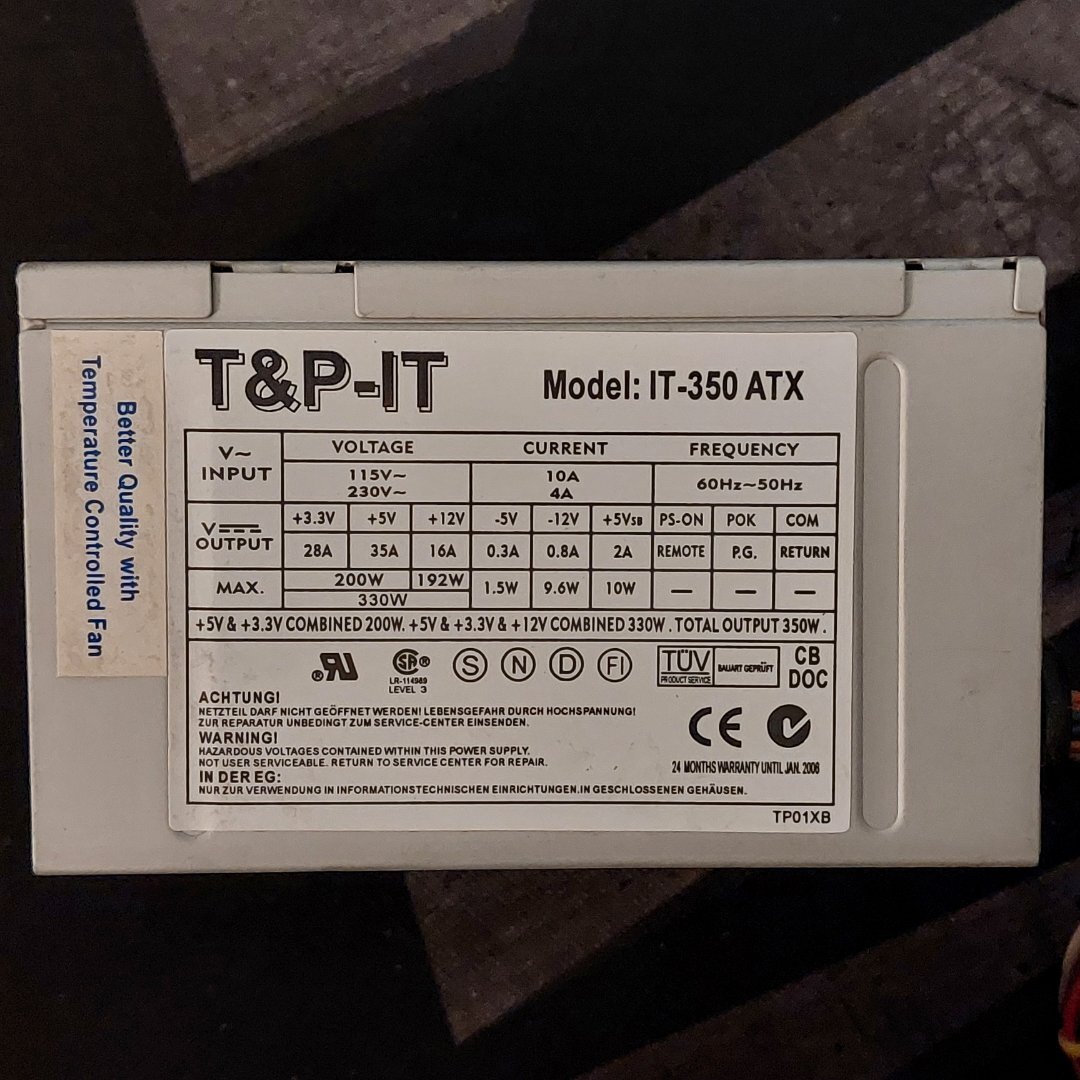 Better Quality with
Temperature Controlled Fan
T&P-IT
Model: IT-350 ATX
V~ INPUT
VOLTAGE CURRENT FREQUENCY
115V~ 10A 60Hz~50Hz
230V~ 4A
V OUTPUT
+3.3V +5V +12V -5V -12V +5VSB PS-ON POK COM
28A 35A 16A 0.3A 0.8A 2A REMOTE P.G. RETURN
MAX. 200W 192W 1.5W 9.6W 10W — — —
330W
+5V & +3.3V COMBINED 200W. +5V & +3.3V & +12V COMBINED 330W . TOTAL OUTPUT 350W .
RU ® SA ® S N D FI TÜV BAUART GEPRÜFT CB
LR-114989 PRODUCT SERVICE DOC
LEVEL 3
ACHTUNG!
NETZTEIL DARF NICHT GEÖFFNET WERDEN! LEBENSGEFAHR DURCH HOCHSPANNUNG!
ZUR REPARATUR UNBEDINGT ZUM SERVICE-CENTER EINSENDEN.
WARNING!
HAZARDOUS VOLTAGES CONTAINED WITHIN THIS POWER SUPPLY.
NOT USER SERVICEABLE. RETURN TO SERVICE CENTER FOR REPAIR.
CE
24 MONTHS WARRANTY UNTIL JAN. 2006
IN DER EG:
NUR ZUR VERWENDUNG IN INFORMATIONSTECHNISCHEN EINRICHTUNGEN.IN GESCHLOSSENEN GEHÄUSEN.
TP01XB